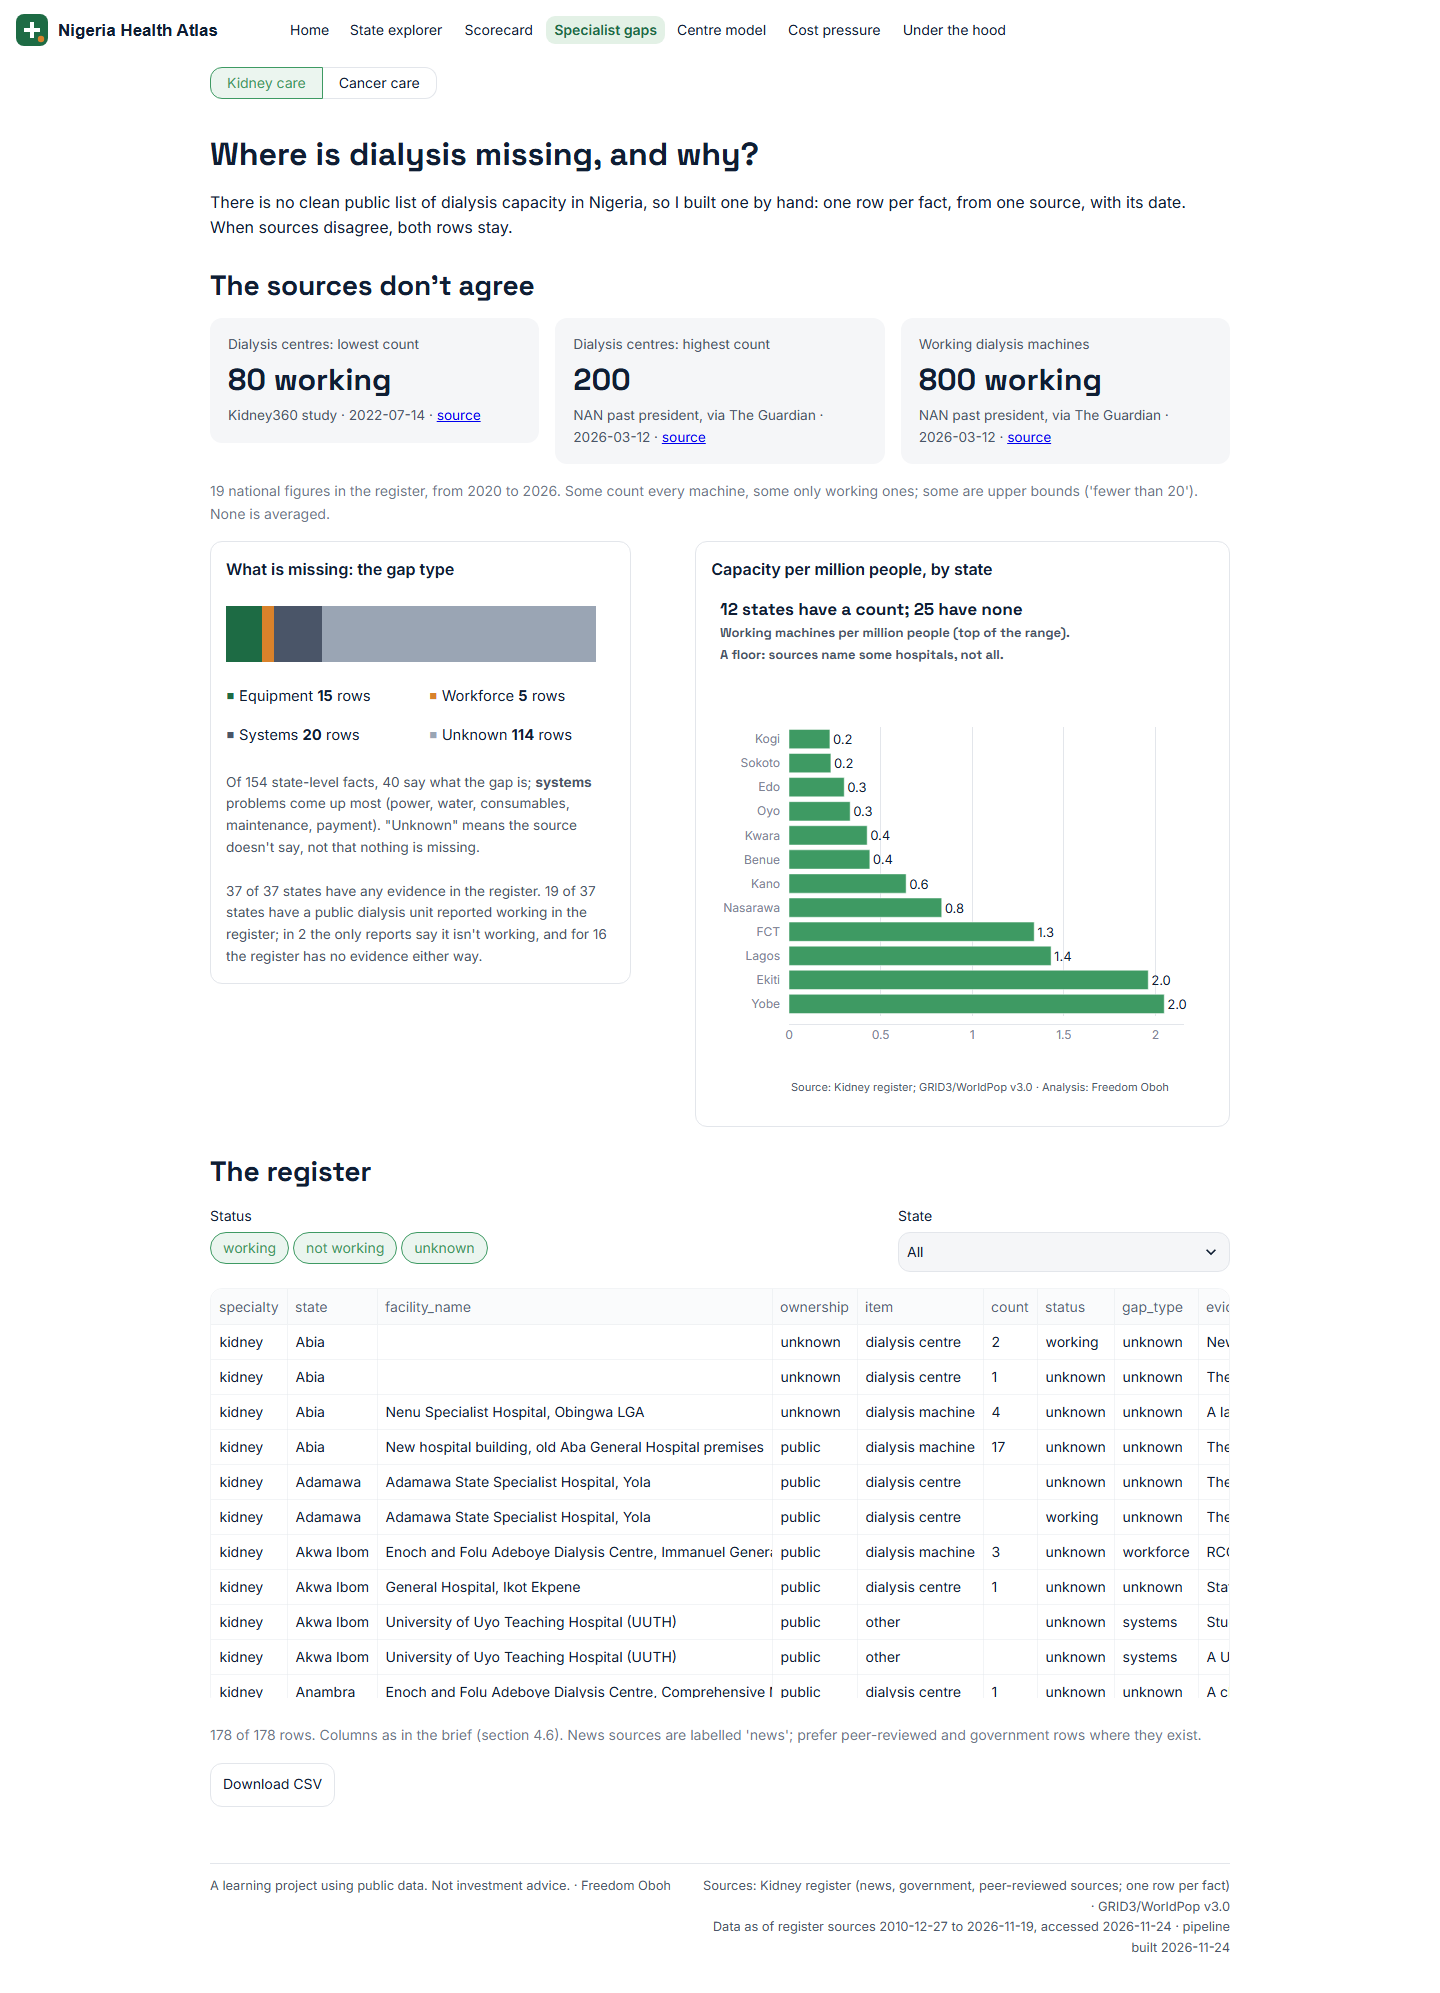 Nigeria Health Atlas
Home State explorer Scorecard Specialist gaps Centre model Cost pressure Under the hood
Kidney care Cancer care
Where is dialysis missing, and why?
There is no clean public list of dialysis capacity in Nigeria, so I built one by hand: one row per fact, from one source, with its date.
When sources disagree, both rows stay.
The sources don't agree
Dialysis centres: lowest count
80 working
Kidney360 study · 2022-07-14 · source
Dialysis centres: highest count
200
NAN past president, via The Guardian ·
2026-03-12 · source
Working dialysis machines
800 working
NAN past president, via The Guardian ·
2026-03-12 · source
19 national figures in the register, from 2020 to 2026. Some count every machine, some only working ones; some are upper bounds ('fewer than 20').
None is averaged.
What is missing: the gap type
Equipment 15 rows
Workforce 5 rows
Systems 20 rows
Unknown 114 rows
Of 154 state-level facts, 40 say what the gap is; systems
problems come up most (power, water, consumables,
maintenance, payment). "Unknown" means the source
doesn't say, not that nothing is missing.
37 of 37 states have any evidence in the register. 19 of 37
states have a public dialysis unit reported working in the
register; in 2 the only reports say it isn't working, and for 16
the register has no evidence either way.
Capacity per million people, by state
12 states have a count; 25 have none
Working machines per million people (top of the range).
A floor: sources name some hospitals, not all.
Kogi 0.2
Sokoto 0.2
Edo 0.3
Oyo 0.3
Kwara 0.4
Benue 0.4
Kano 0.6
Nasarawa 0.8
FCT 1.3
Lagos 1.4
Ekiti 2.0
Yobe 2.0
0 0.5 1 1.5 2
Source: Kidney register; GRID3/WorldPop v3.0 · Analysis: Freedom Oboh
The register
Status
working not working unknown
State
All
specialty state facility_name ownership item count status gap_type evic
kidney Abia unknown dialysis centre 2 working unknown Nev
kidney Abia unknown dialysis centre 1 unknown unknown The
kidney Abia Nenu Specialist Hospital, Obingwa LGA unknown dialysis machine 4 unknown unknown A la
kidney Abia New hospital building, old Aba General Hospital premises public dialysis machine 17 unknown unknown The
kidney Adamawa Adamawa State Specialist Hospital, Yola public dialysis centre unknown unknown The
kidney Adamawa Adamawa State Specialist Hospital, Yola public dialysis centre working unknown The
kidney Akwa Ibom Enoch and Folu Adeboye Dialysis Centre, Immanuel Genera public dialysis machine 3 unknown workforce RCC
kidney Akwa Ibom General Hospital, Ikot Ekpene public dialysis centre 1 unknown unknown Sta
kidney Akwa Ibom University of Uyo Teaching Hospital (UUTH) public other unknown systems Stu
kidney Akwa Ibom University of Uyo Teaching Hospital (UUTH) public other unknown systems A U
kidney Anambra Enoch and Folu Adeboye Dialysis Centre, Comprehensive public dialysis centre 1 unknown unknown A c
178 of 178 rows. Columns as in the brief (section 4.6). News sources are labelled 'news'; prefer peer-reviewed and government rows where they exist.
Download CSV
A learning project using public data. Not investment advice. · Freedom Oboh
Sources: Kidney register (news, government, peer-reviewed sources; one row per fact)
· GRID3/WorldPop v3.0
Data as of register sources 2010-12-27 to 2026-11-19, accessed 2026-11-24 · pipeline
built 2026-11-24